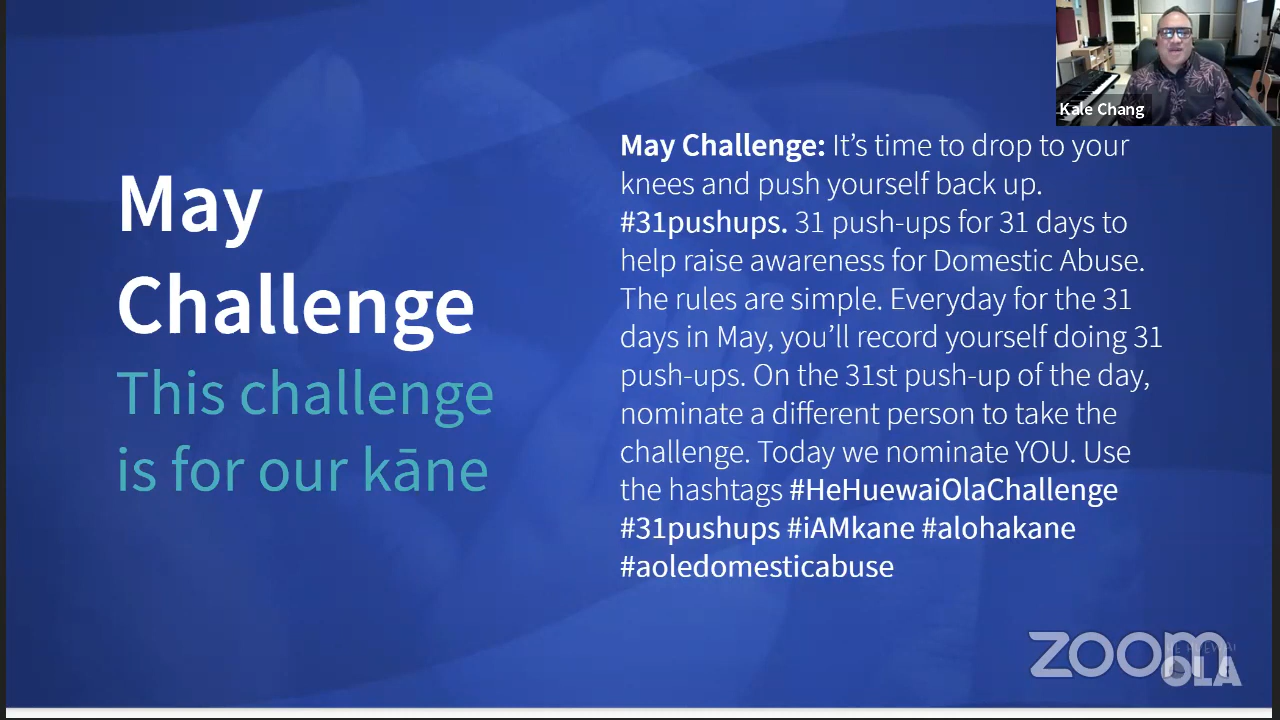 Kale Chang
May
Challenge
This challenge
is for our kāne
May Challenge: It’s time to drop to your
knees and push yourself back up.
#31pushups. 31 push-ups for 31 days to
help raise awareness for Domestic Abuse.
The rules are simple. Everyday for the 31
days in May, you’ll record yourself doing 31
push-ups. On the 31st push-up of the day,
nominate a different person to take the
challenge. Today we nominate YOU. Use
the hashtags #HeHuewaiOlaChallenge
#31pushups #iAMkane #alohakane
#aoledomesticabuse
zoom
OLA